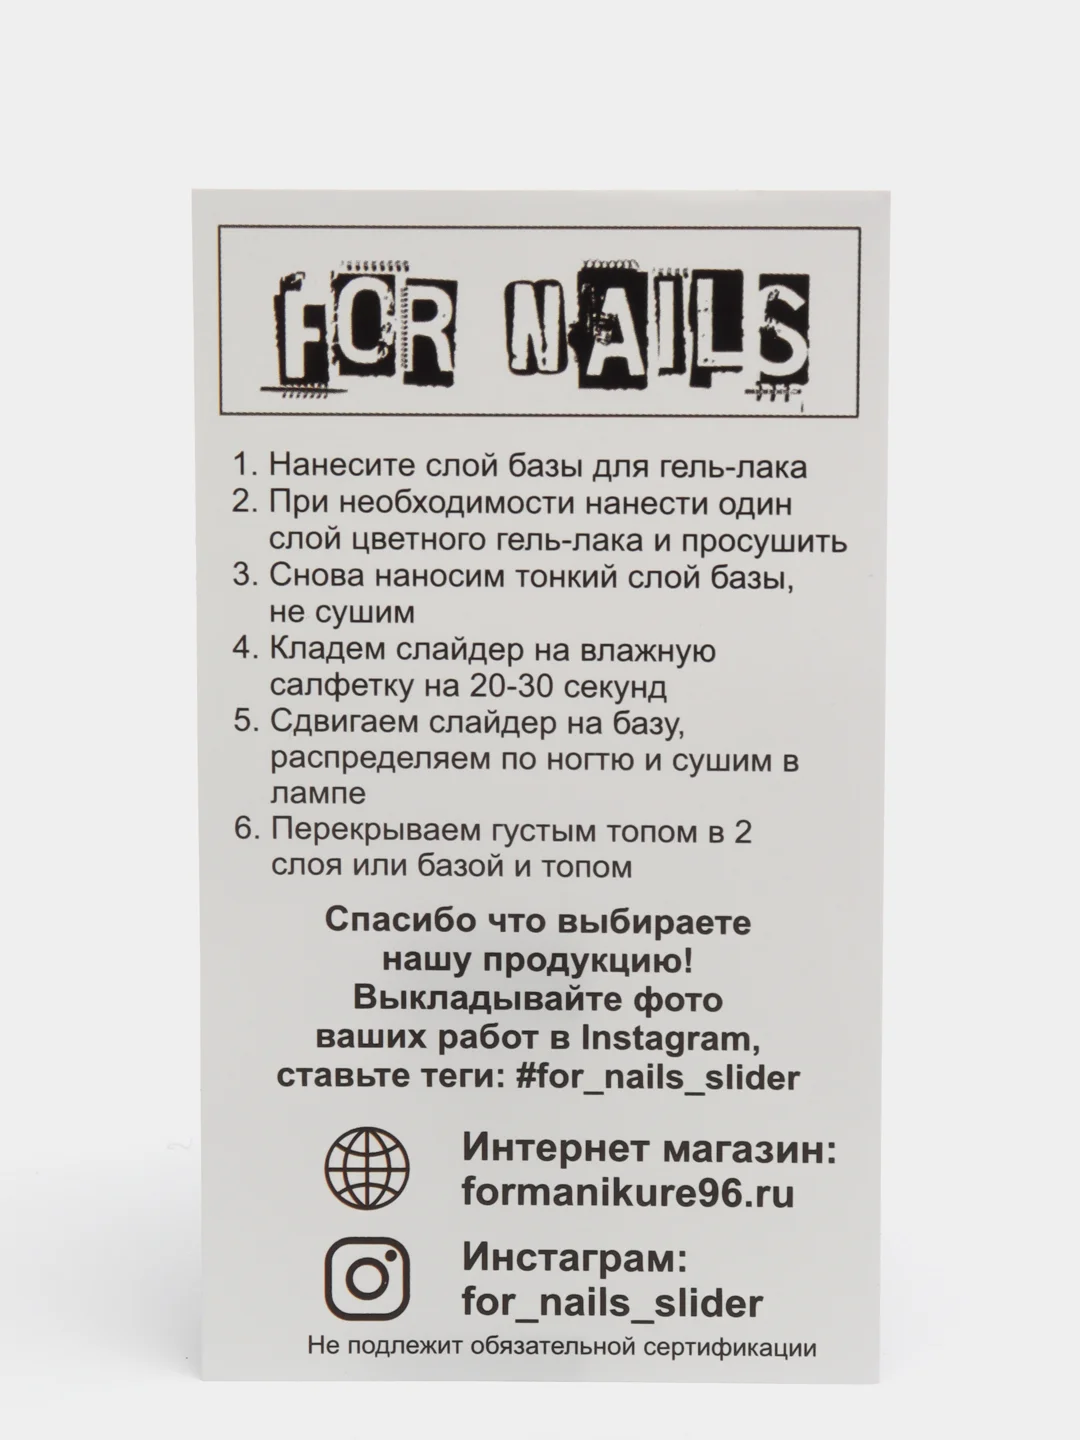 FOR NAILS
1. Нанесите слой базы для гель-лака
2. При необходимости нанести один
слой цветного гель-лака и просушить
3. Снова наносим тонкий слой базы,
не сушим
4. Кладем слайдер на влажную
салфетку на 20-30 секунд
5. Сдвигаем слайдер на базу,
распределяем по ногтю и сушим в
лампе
6. Перекрываем густым топом в 2
слоя или базой и топом
Спасибо что выбираете
нашу продукцию!
Выкладывайте фото
ваших работ в Instagram,
ставьте теги: #for_nails_slider
Интернет магазин:
formanikure96.ru
Инстаграм:
for_nails_slider
Не подлежит обязательной сертификации